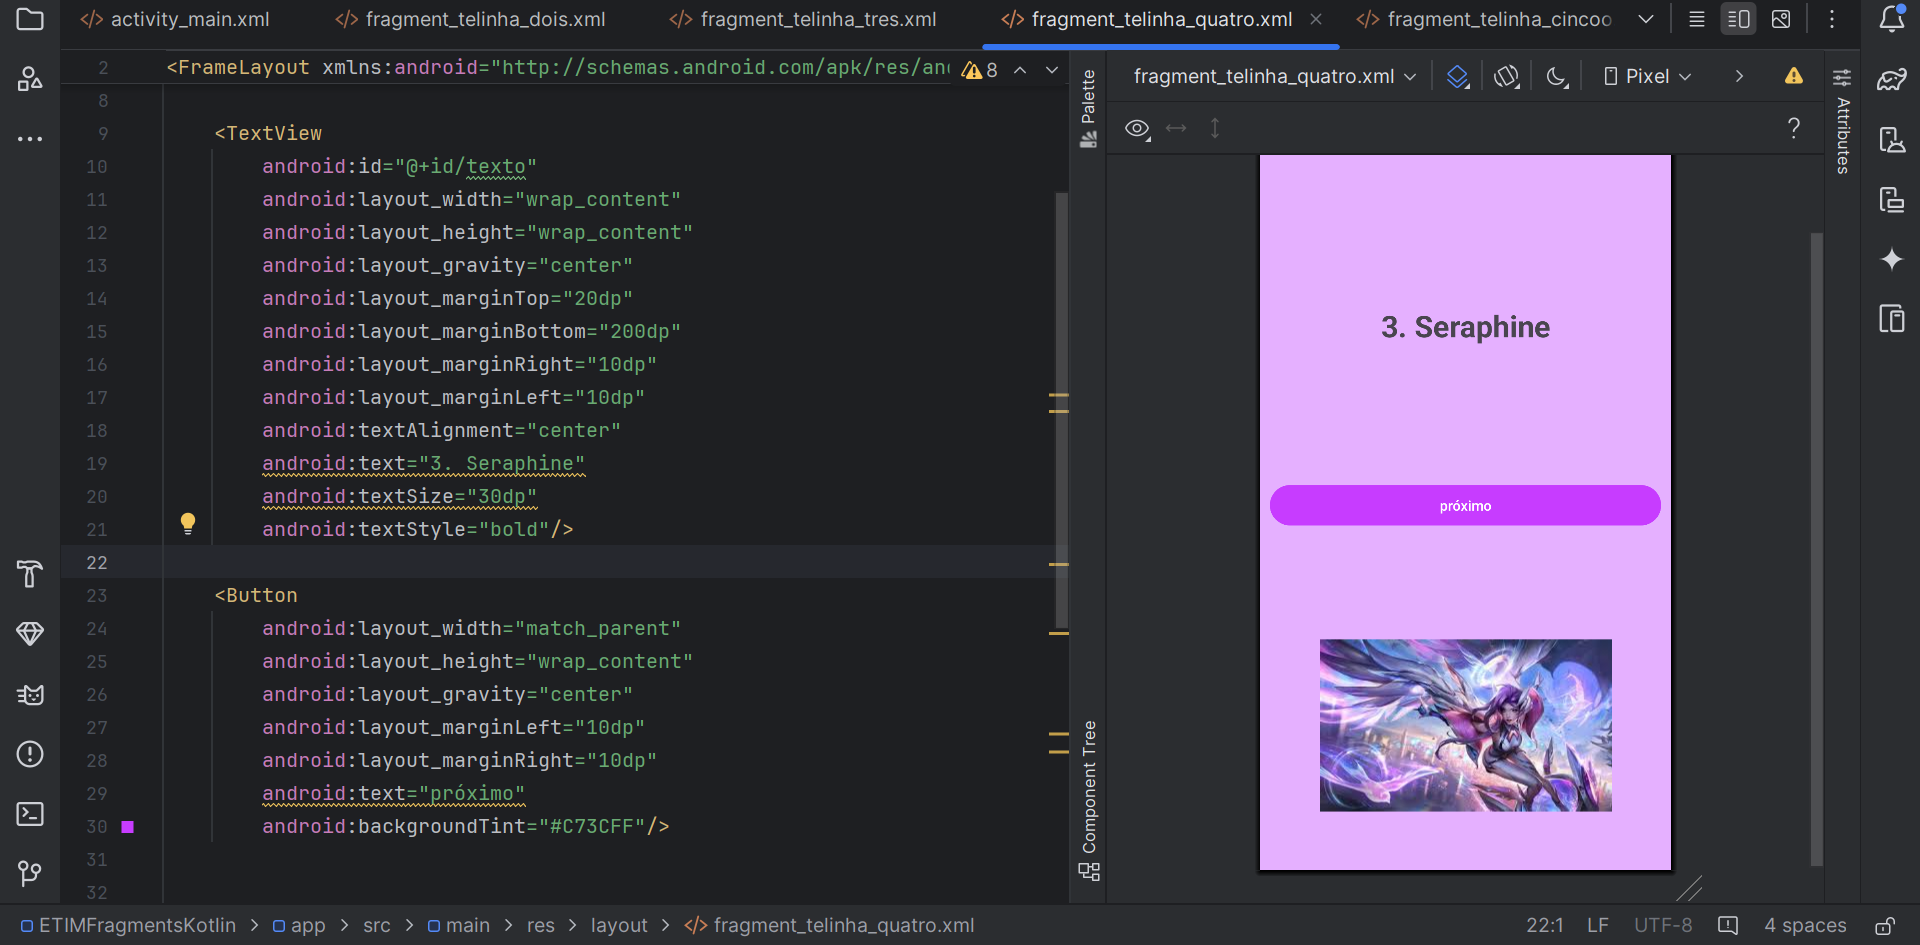 activity_main.xml
fragment_telinha_dois.xml
fragment_telinha_tres.xml
fragment_telinha_quatro.xml
fragment_telinha_cincoo
2 <FrameLayout xmlns:android="http://schemas.android.com/apk/res/an
8
8
9 <TextView
10 android:id="@+id/texto"
11 android:layout_width="wrap_content"
12 android:layout_height="wrap_content"
13 android:layout_gravity="center"
14 android:layout_marginTop="20dp"
15 android:layout_marginBottom="200dp"
16 android:layout_marginRight="10dp"
17 android:layout_marginLeft="10dp"
18 android:textAlignment="center"
19 android:text="3. Seraphine"
20 android:textSize="30dp"
21 android:textStyle="bold"/>
22
23 <Button
24 android:layout_width="match_parent"
25 android:layout_height="wrap_content"
26 android:layout_gravity="center"
27 android:layout_marginLeft="10dp"
28 android:layout_marginRight="10dp"
29 android:text="próximo"
30 android:backgroundTint="#C73CFF"/>
31
32
Palette
Component Tree
fragment_telinha_quatro.xml
Pixel
?
Attributes
3. Seraphine
próximo
ETIMFragmentsKotlin > app > src > main > res > layout > </> fragment_telinha_quatro.xml
22:1 LF UTF-8 4 spaces